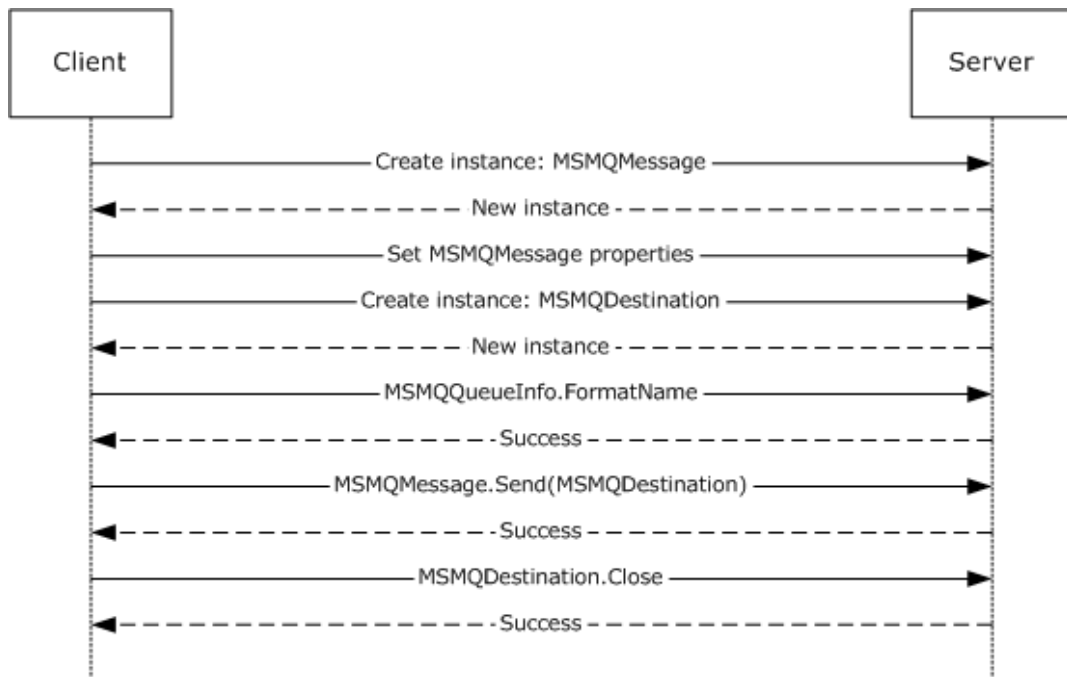 Client
Server
Create instance: MSMQMessage
New instance
Set MSMQMessage properties
Create instance: MSMQDestination
New instance
MSMQQueueInfo.FormatName
Success
MSMQMessage.Send(MSMQDestination)
Success
MSMQDestination.Close
Success